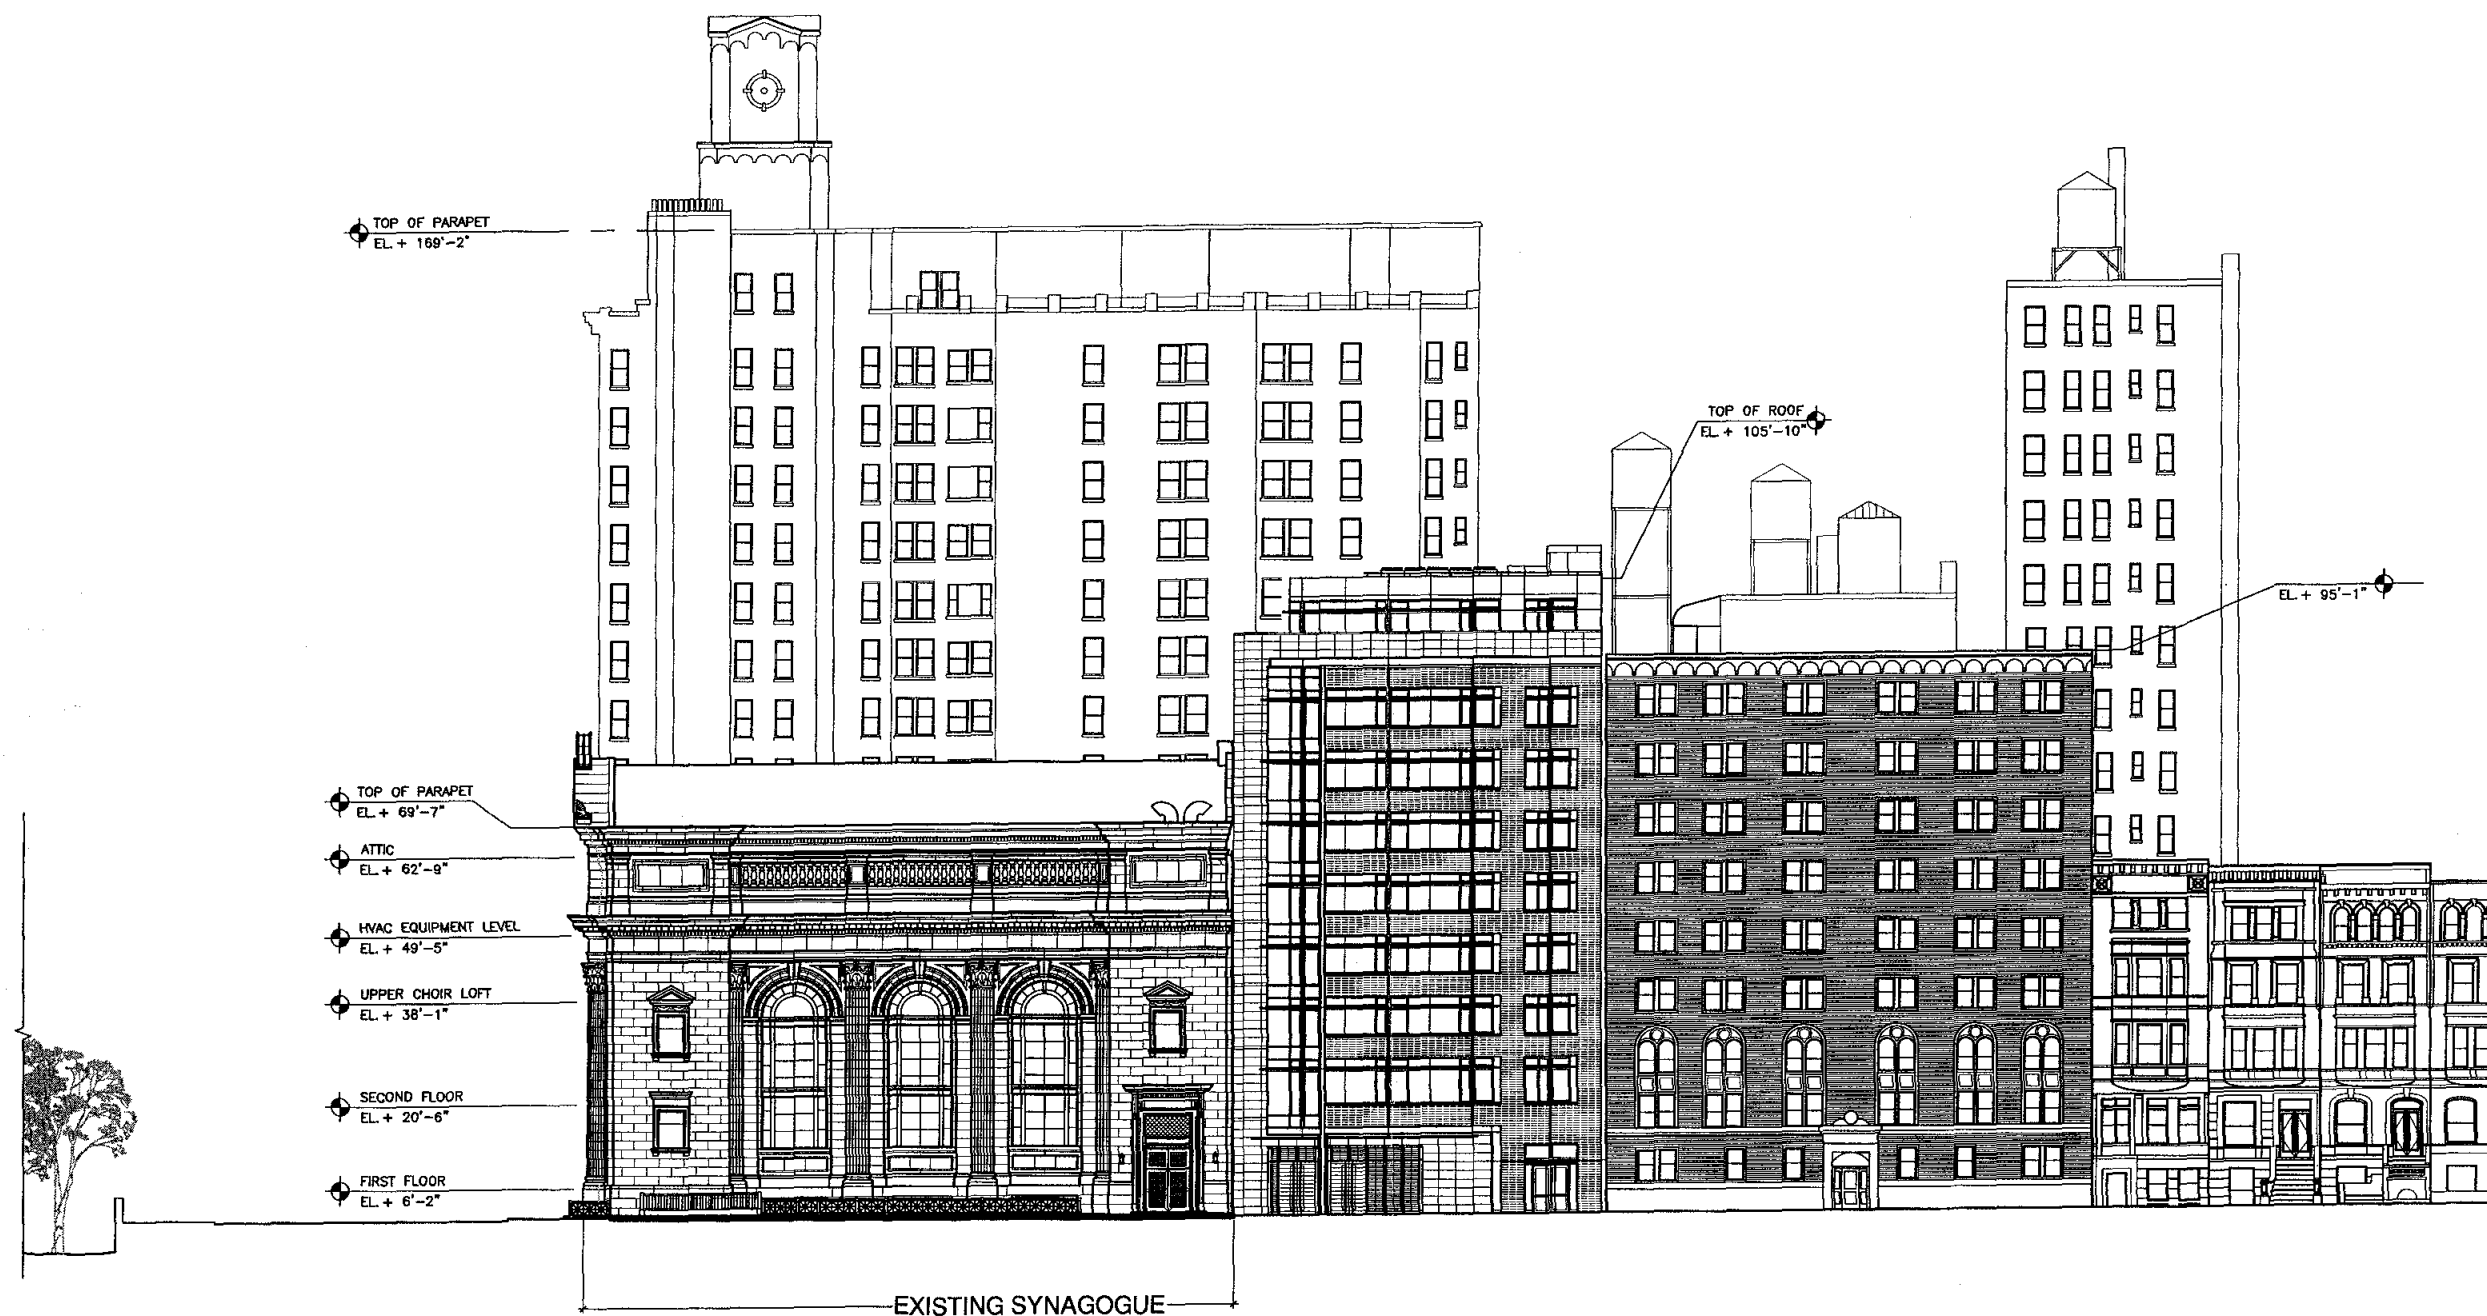 TOP OF PARAPET
EL. + 169'-2"
TOP OF ROOF
EL. + 105'-10"
EL. + 95'-1"
TOP OF PARAPET
EL. + 69'-7"
ATTIC
EL. + 62'-9"
HVAC EQUIPMENT LEVEL
EL. + 49'-5"
UPPER CHOIR LOFT
EL. + 38'-1"
SECOND FLOOR
EL. + 20'-6"
FIRST FLOOR
EL. + 6'-2"
EXISTING SYNAGOGUE